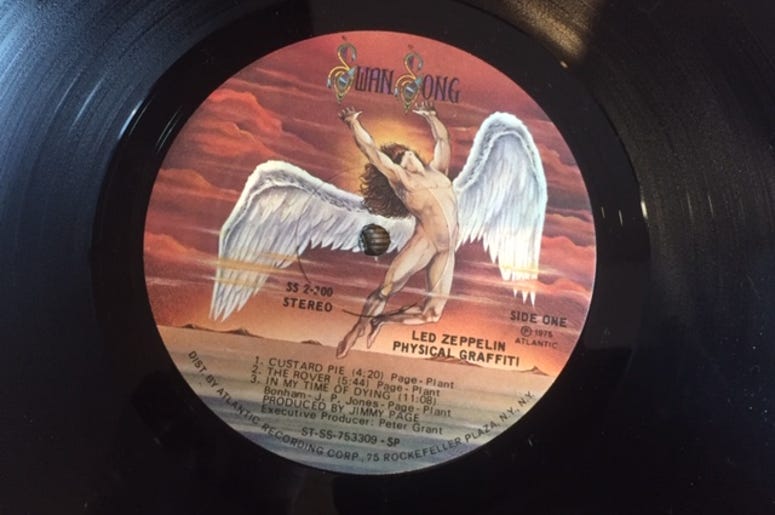 SWAN SONG
SS 2-200
STEREO
SIDE ONE
℗ 1975
ATLANTIC
LED ZEPPELIN
PHYSICAL GRAFFITI
1. CUSTARD PIE (4:20) Page-Plant
2. THE ROVER (5:44) Page-Plant
3. IN MY TIME OF DYING (11:08)
Bonham-J. P. Jones-Page-Plant
PRODUCED BY JIMMY PAGE
Executive Producer: Peter Grant
ST-SS-753309-SP
DIST. BY ATLANTIC RECORDING CORP., 75 ROCKEFELLER PLAZA, N.Y., N.Y.